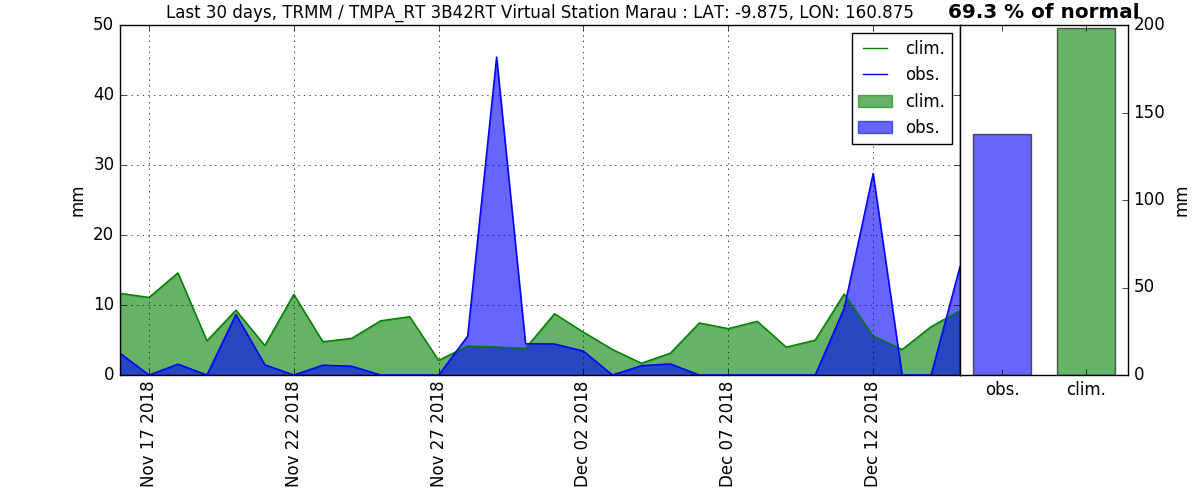 Last 30 days, TRMM / TMPA_RT 3B42RT Virtual Station Marau : LAT: -9.875, LON: 160.875
69.3 % of normal
50
40
30
20
10
0
mm
clim.
obs.
clim.
obs.
200
150
100
50
0
mm
obs.
clim.
Nov 17 2018
Nov 22 2018
Nov 27 2018
Dec 02 2018
Dec 07 2018
Dec 12 2018